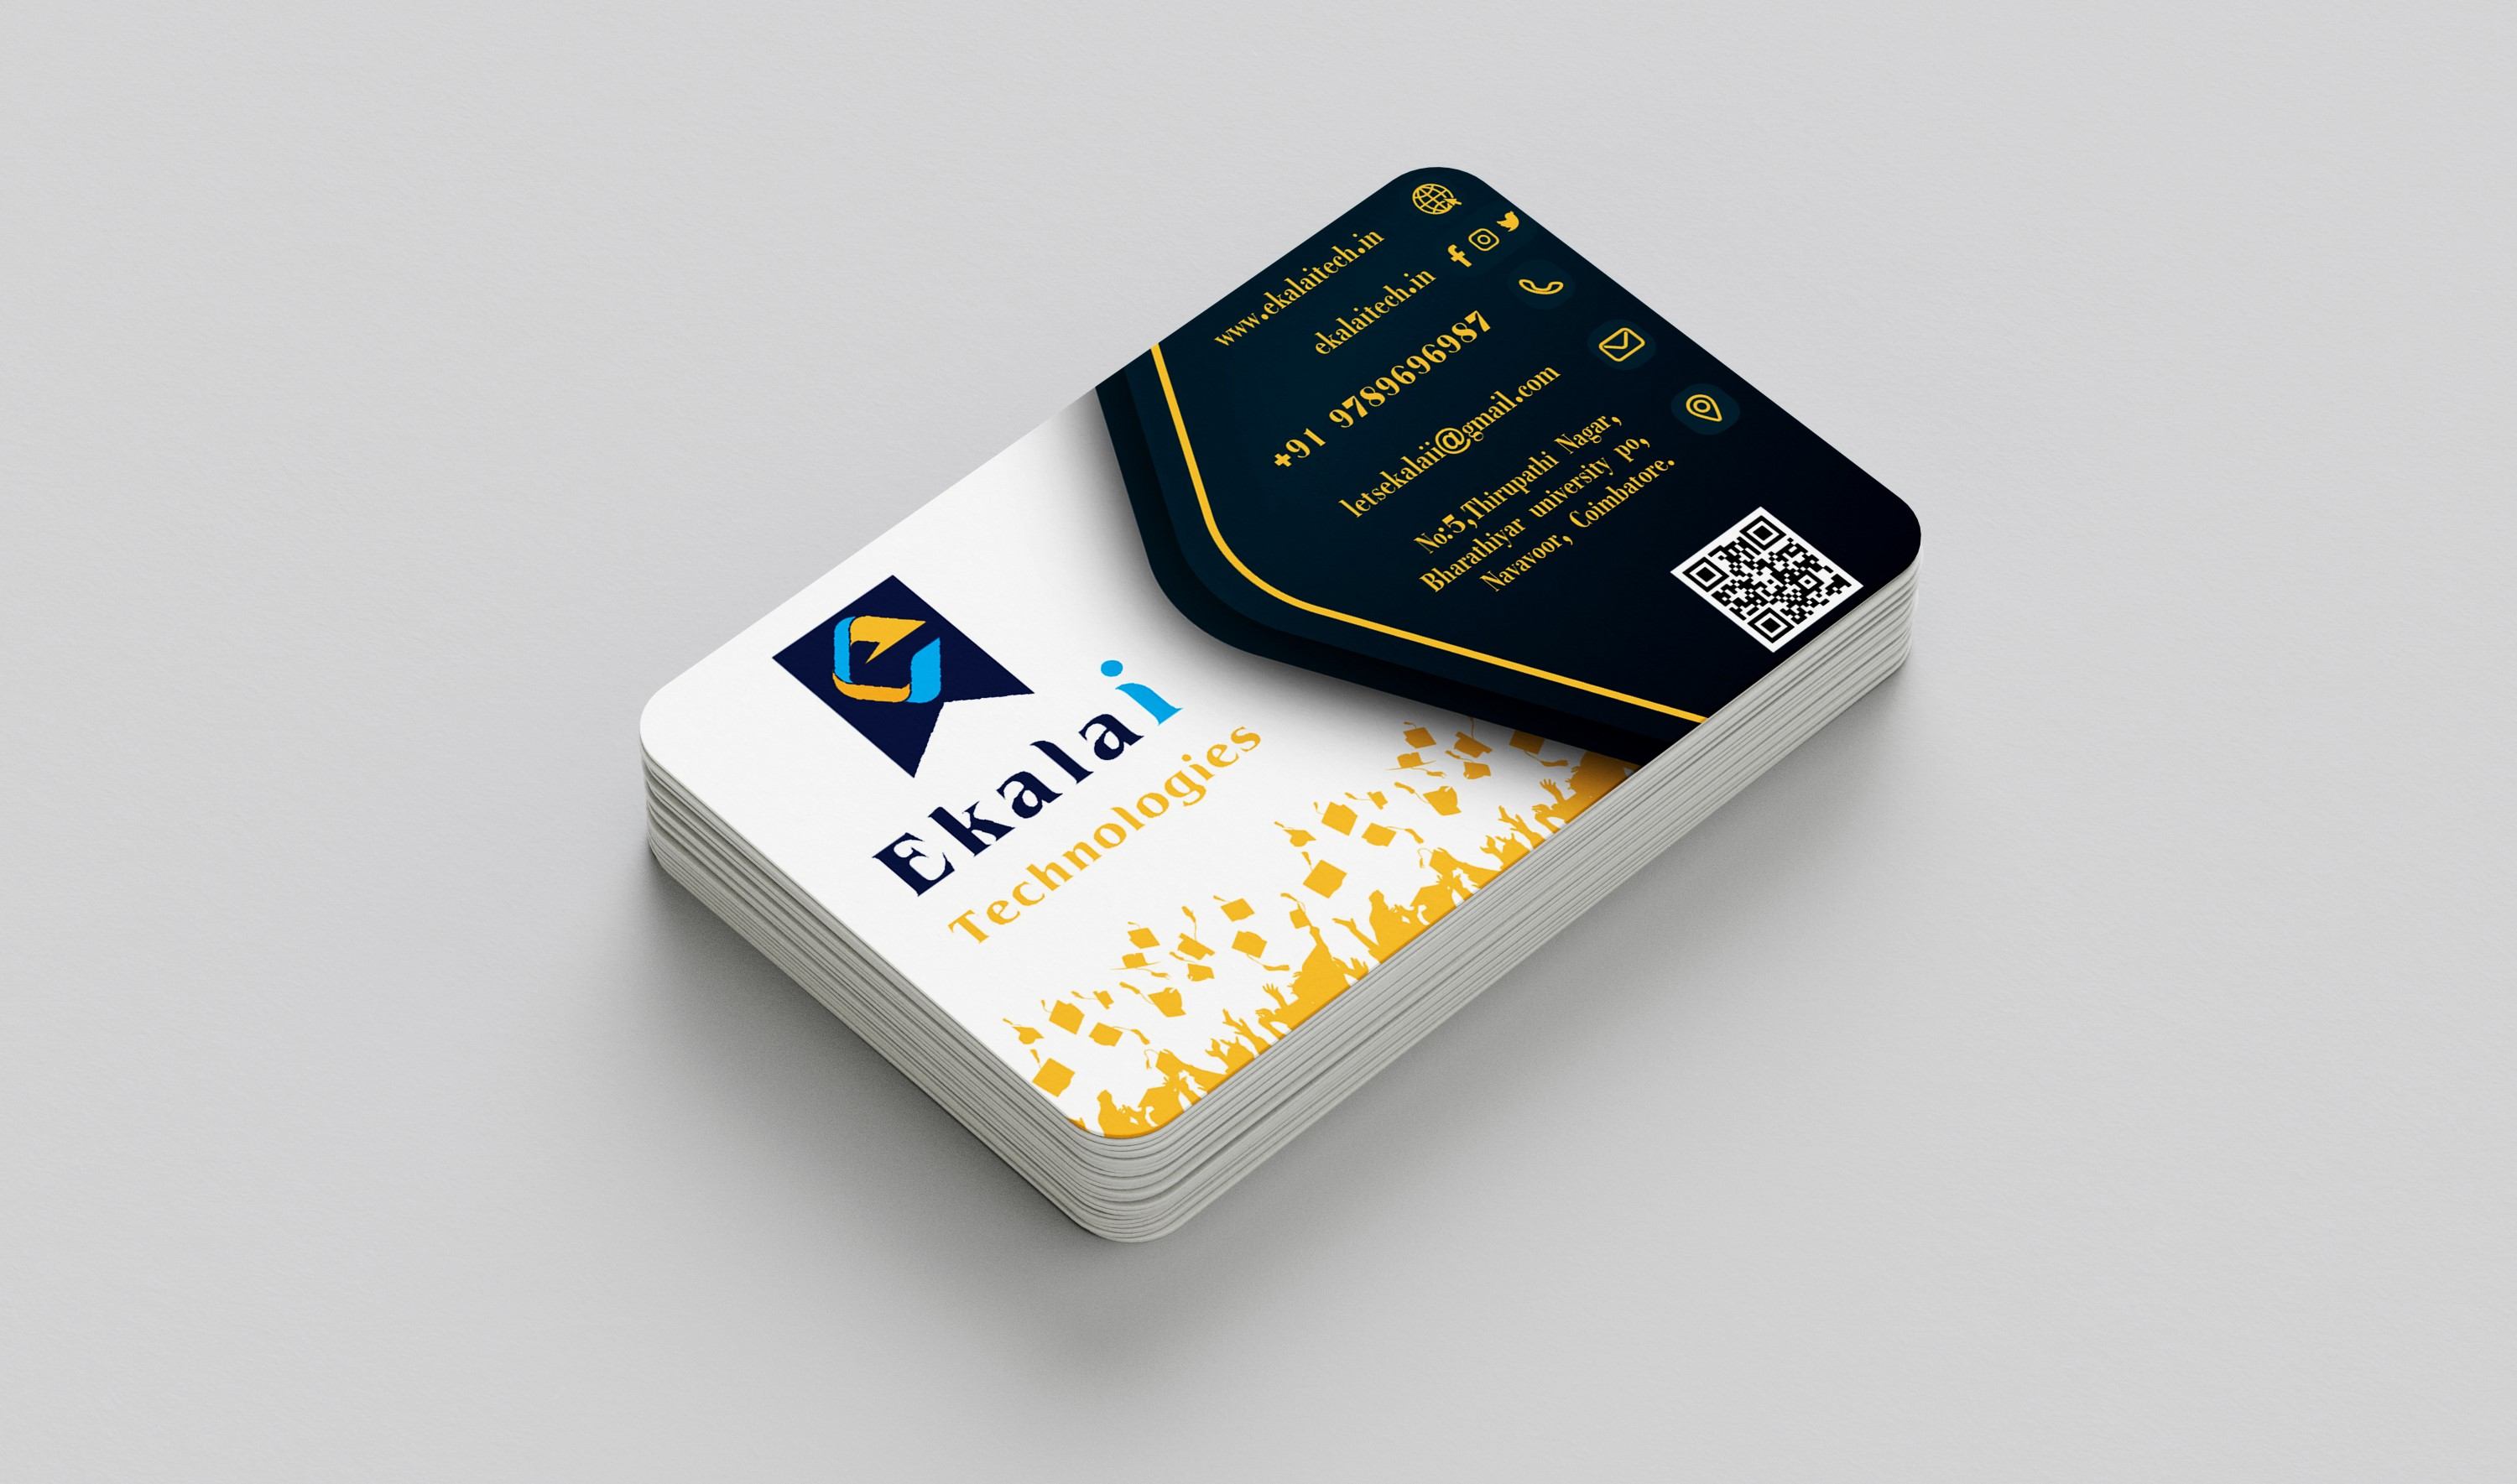 Ekalai
Technologies
www.ekalaitech.in
ekalaitech.in
+91 9789696987
letsekalaii@gmail.com
No:5,Thirupathi Nagar,
Bharathiyar university po,
Navavoor, Coimbatore.